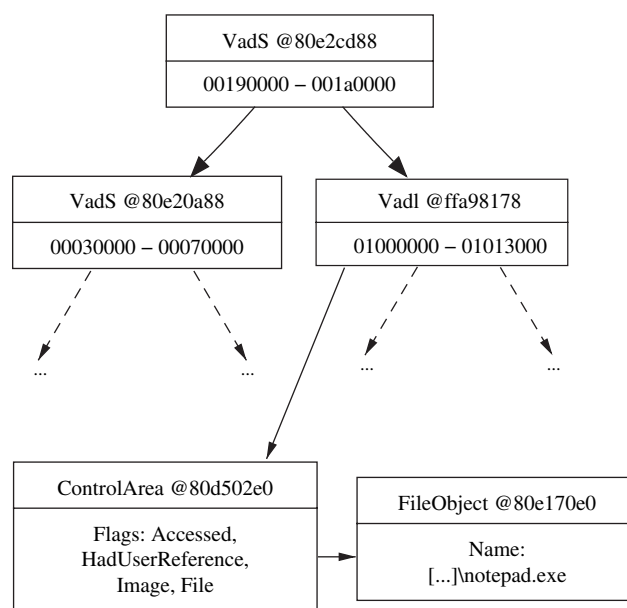 VadS @80e2cd88
00190000 – 001a0000
VadS @80e20a88
00030000 – 00070000
Vadl @ffa98178
01000000 – 01013000
...
...
...
...
ControlArea @80d502e0
Flags: Accessed,
HadUserReference,
Image, File
FileObject @80e170e0
Name:
[...]\notepad.exe